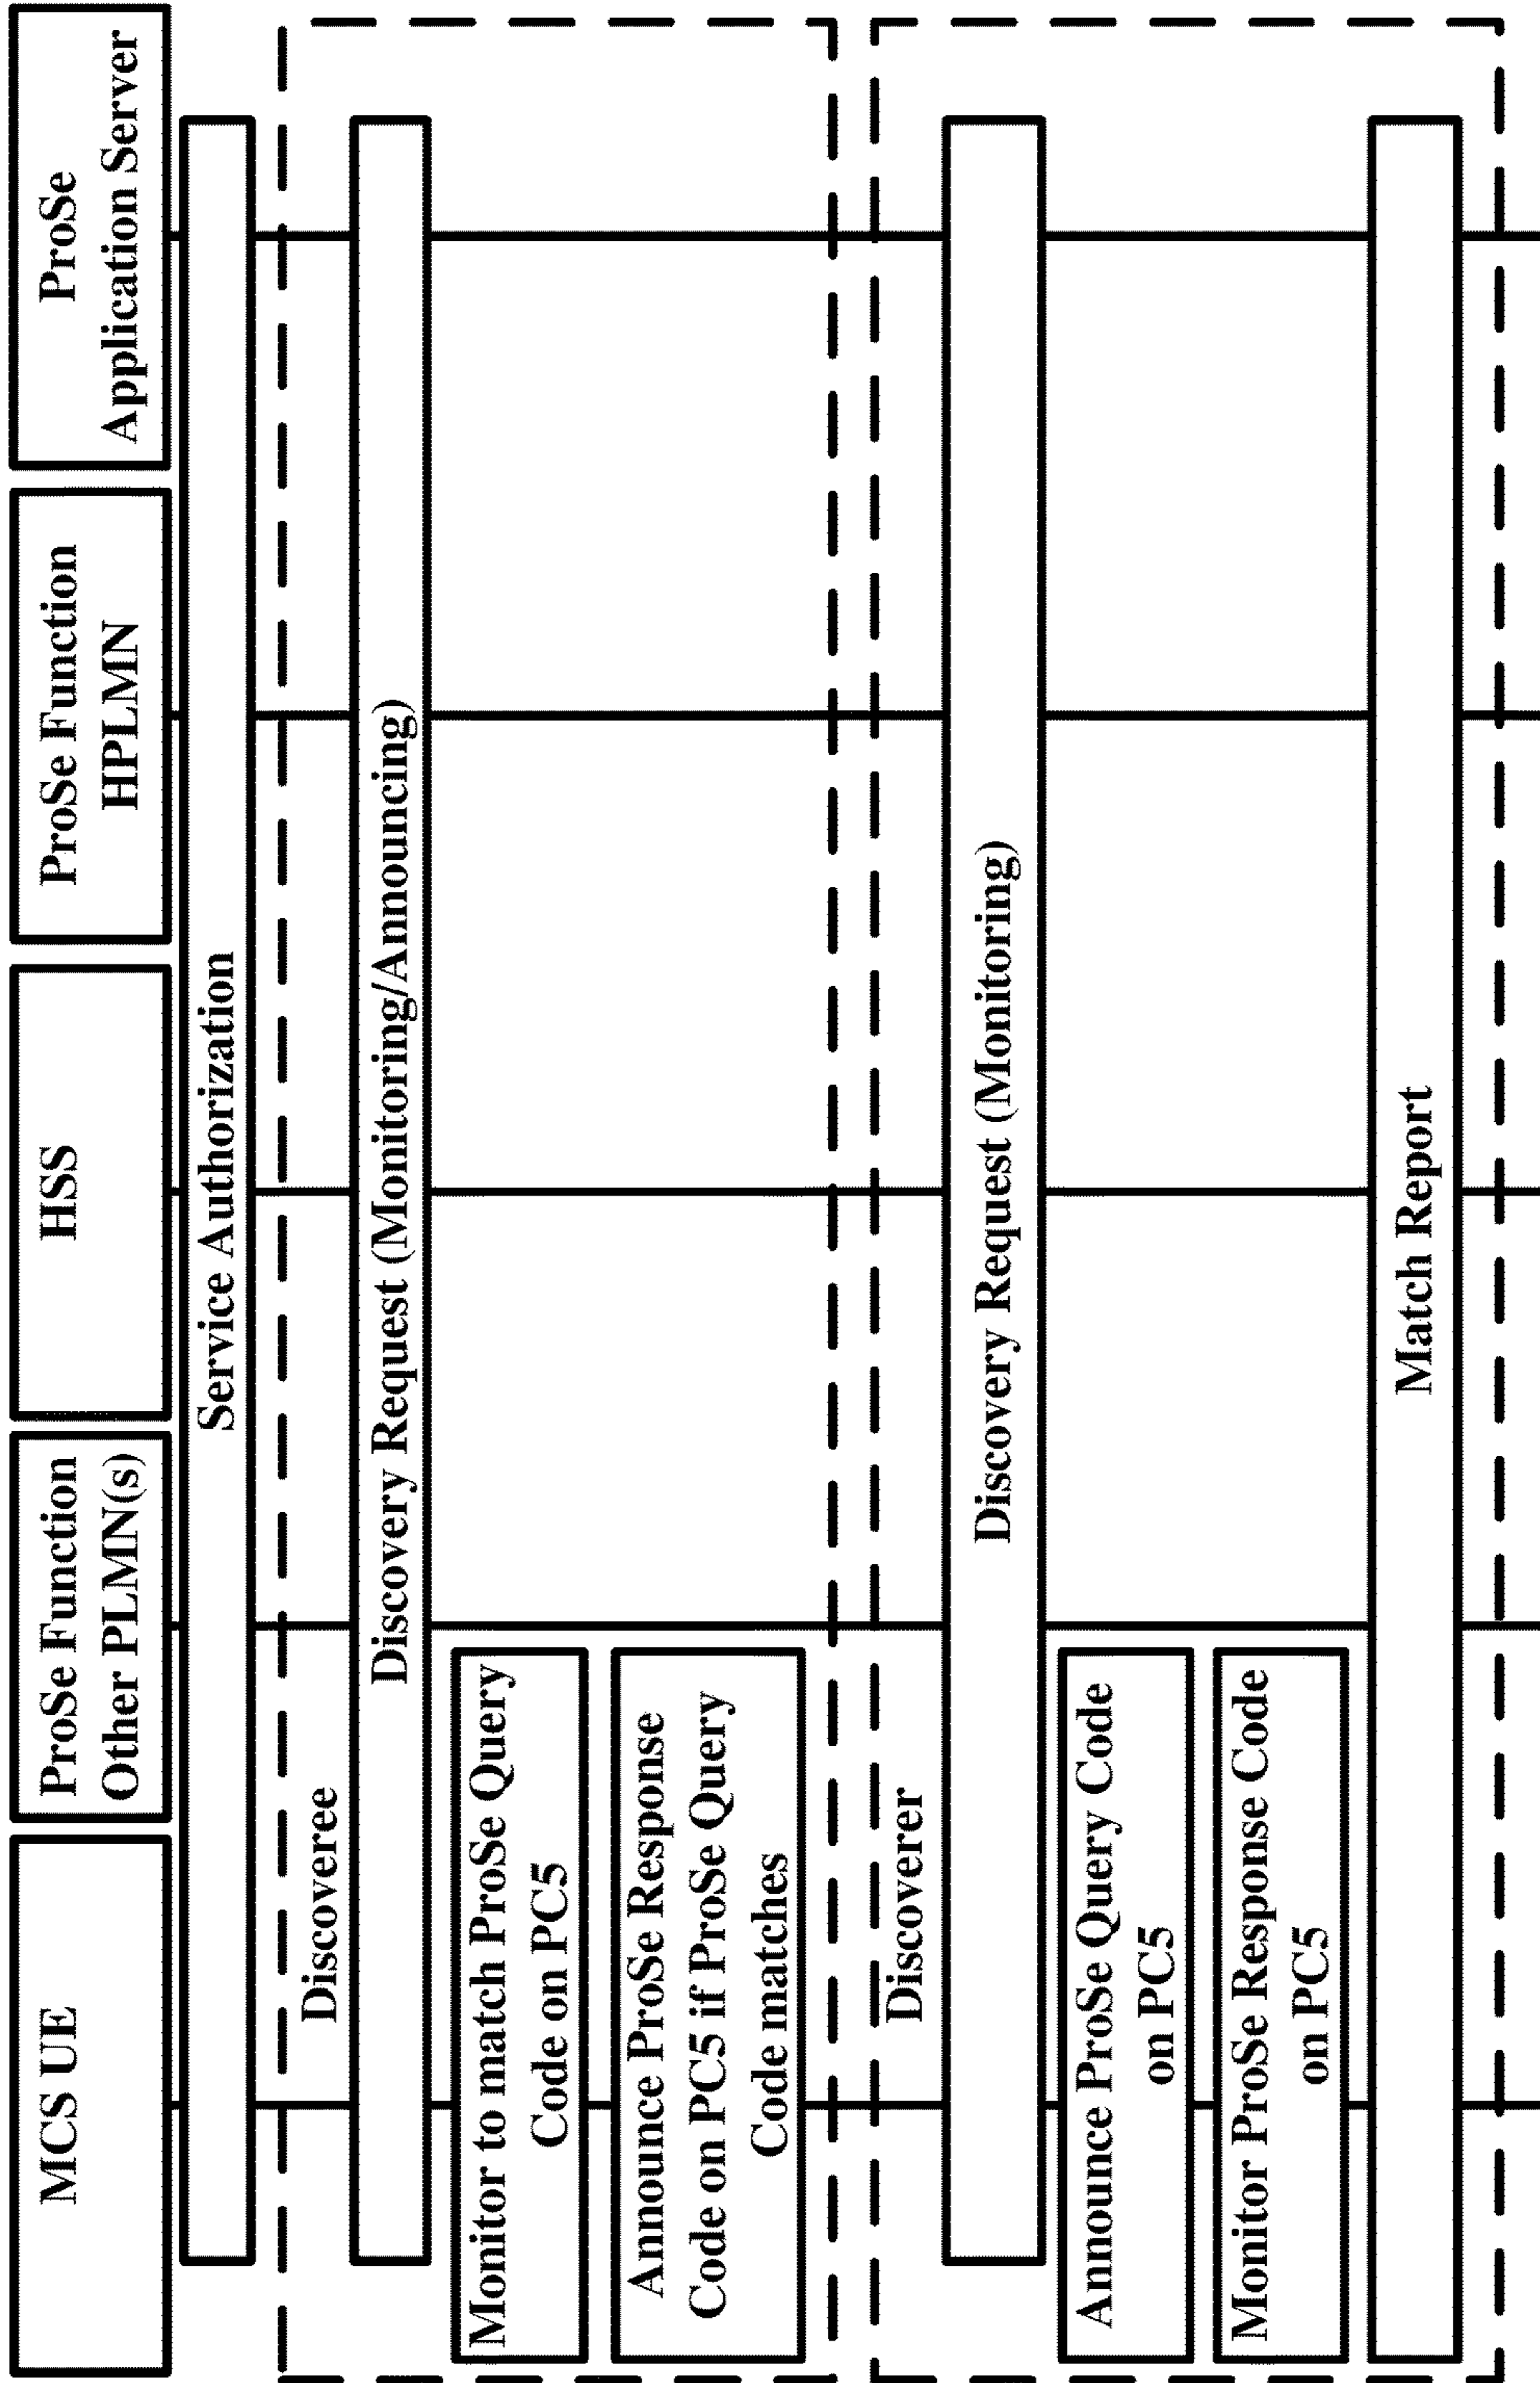 MCS UE
ProSe Function
Other PLMN(s)
HSS
ProSe Function
HPLMN
ProSe
Application Server
Service Authorization
Discoveree
Discovery Request (Monitoring/Announcing)
Monitor to match ProSe Query
Code on PC5
Announce ProSe Response
Code on PC5 if ProSe Query
Code matches
Discoverer
Discovery Request (Monitoring)
Announce ProSe Query Code
on PC5
Monitor ProSe Response Code
on PC5
Match Report